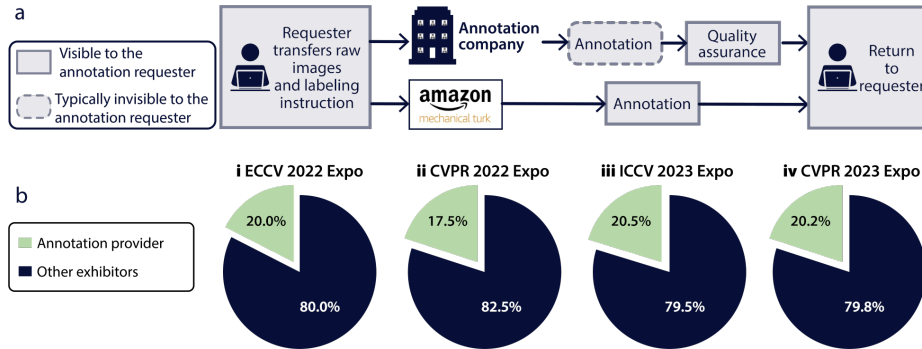 a
Visible to the
annotation requester
Typically invisible to the
annotation requester
Requester
transfers raw
images
and labeling
instruction
Annotation
company
Annotation
Quality
assurance
amazon
mechanical turk
Annotation
Return
to
requester
b
Annotation provider
Other exhibitors
i ECCV 2022 Expo
20.0%
80.0%
ii CVPR 2022 Expo
17.5%
82.5%
iii ICCV 2023 Expo
20.5%
79.5%
iv CVPR 2023 Expo
20.2%
79.8%